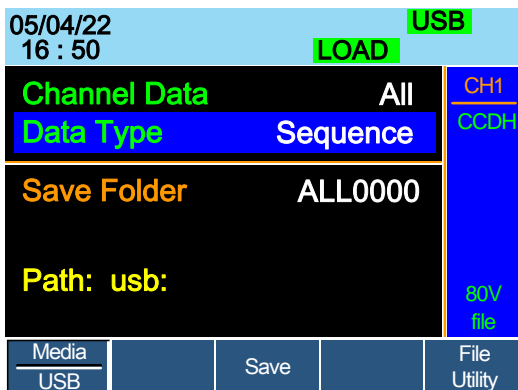 05/04/22 USB
16 : 50 LOAD
Channel Data All
Data Type Sequence
CH1
CCDH
Save Folder ALL0000
Path: usb:
80V
file
Media
USB
Save
File
Utility